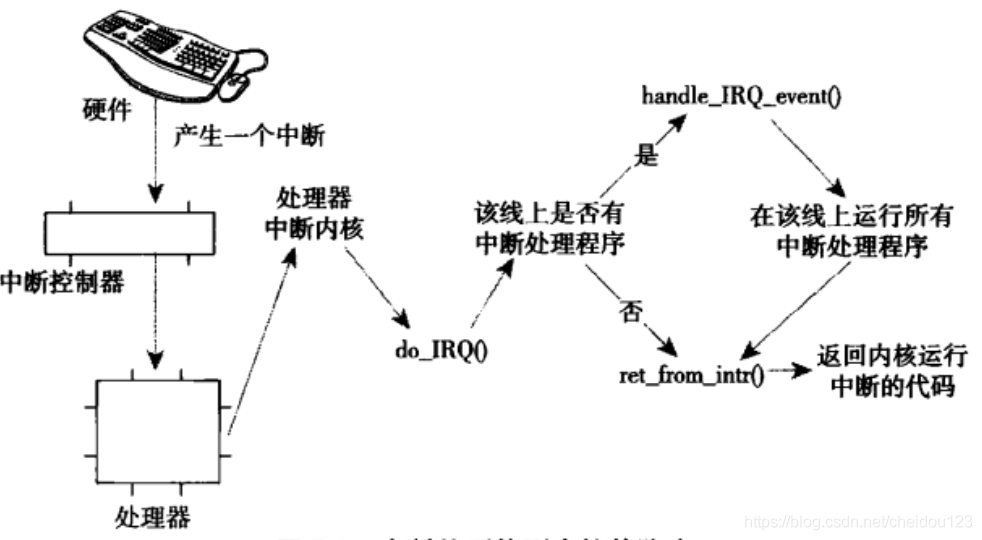 硬件
产生一个中断
中断控制器
处理器
处理器
中断内核
do_IRQ()
该线上是否有
中断处理程序
是
否
handle_IRQ_event()
在该线上运行所有
中断处理程序
ret_from_intr()
返回内核运行
中断的代码
https://blog.csdn.net/cheidou123